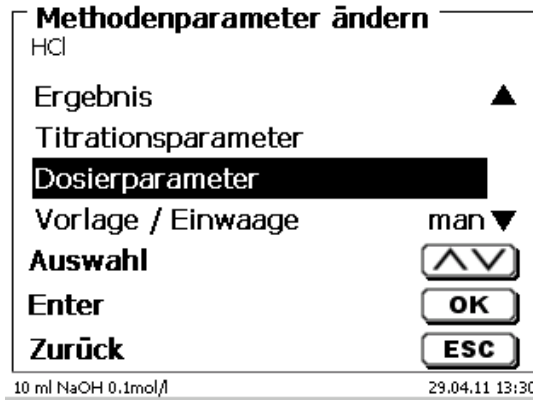 Methodenparameter ändern
HCl
Ergebnis
Titrationsparameter
Dosierparameter
Vorlage / Einwaage man
Auswahl
Enter OK
Zurück ESC
10 ml NaOH 0.1mol/l 29.04.11 13:30